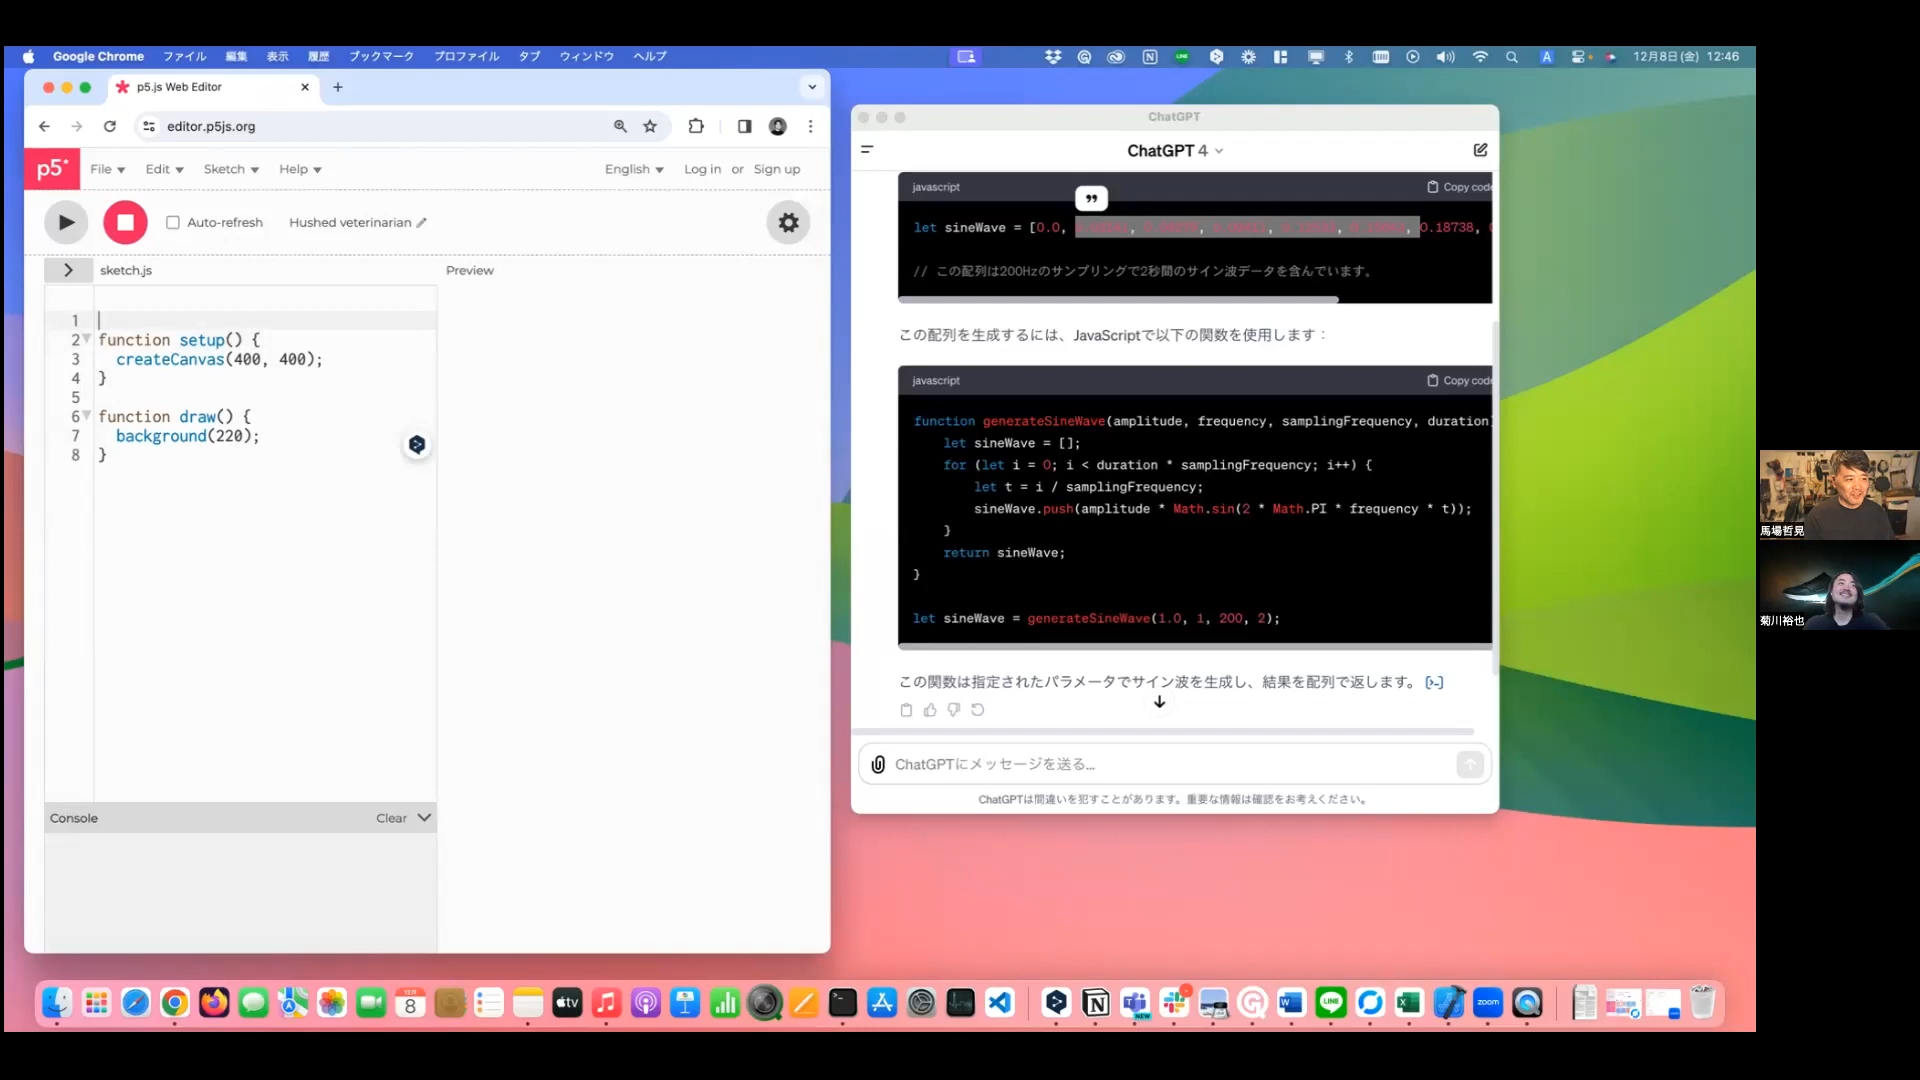 Google Chrome ファイル 編集 表示 履歴 ブックマーク プロファイル タブ ウィンドウ ヘルプ
LINE A 12月8日(金) 12:46
p5.js Web Editor
editor.p5js.org
p5* File Edit Sketch Help English Log in or Sign up
Auto-refresh Hushed veterinarian
sketch.js Preview
1
2 function setup() {
3 createCanvas(400, 400);
4 }
5
6 function draw() {
7 background(220);
8 }
Console Clear
ChatGPT
ChatGPT 4
javascript Copy code
let sineWave = [0.0, 0.18738,
// この配列は200Hzのサンプリングで2秒間のサイン波データを含んでいます。
この配列を生成するには、JavaScriptで以下の関数を使用します：
javascript Copy code
function generateSineWave(amplitude, frequency, samplingFrequency, duration)
let sineWave = [];
for (let i = 0; i < duration * samplingFrequency; i++) {
let t = i / samplingFrequency;
sineWave.push(amplitude * Math.sin(2 * Math.PI * frequency * t));
}
return sineWave;
}
let sineWave = generateSineWave(1.0, 1, 200, 2);
この関数は指定されたパラメータでサイン波を生成し、結果を配列で返します。 [>-]
ChatGPTにメッセージを送る...
ChatGPTは間違いを犯すことがあります。重要な情報は確認をお考えください。
馬場哲晃
菊川裕也
8 tv NEW LINE zoom